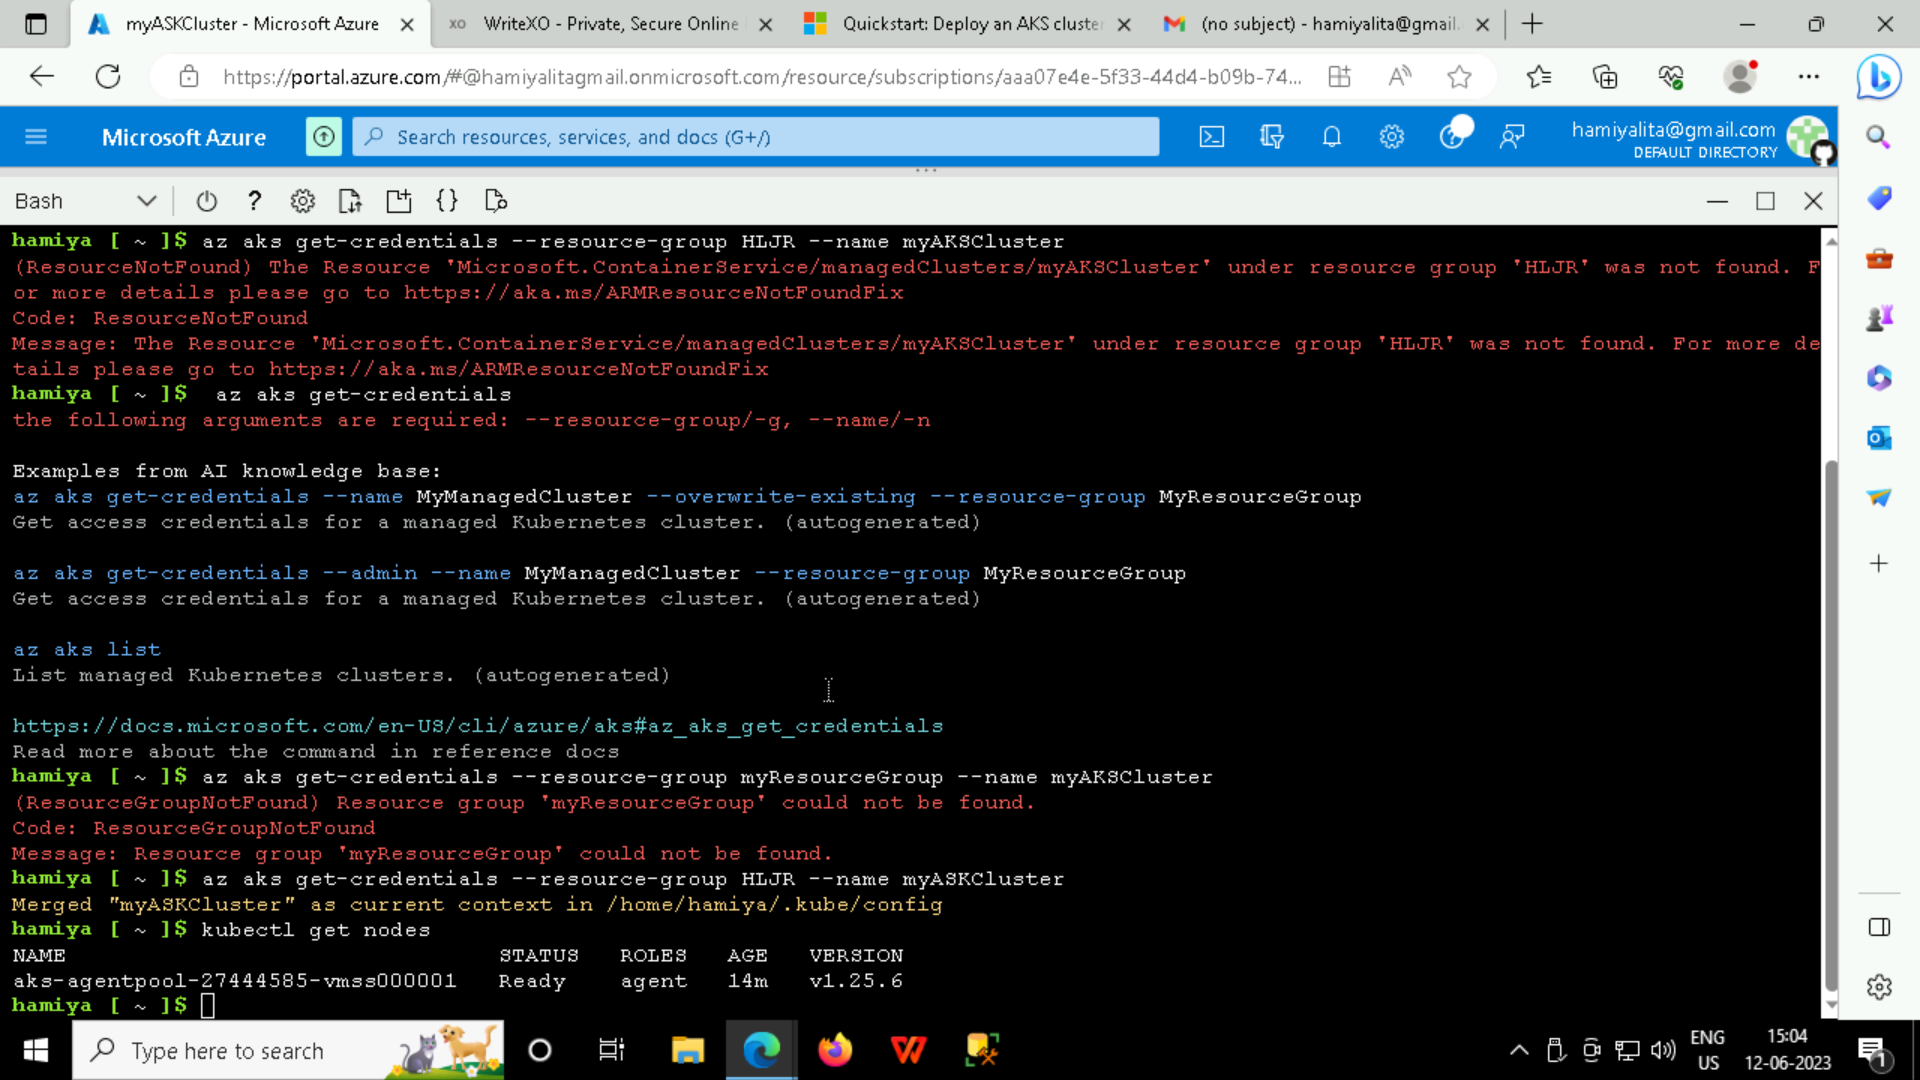 myASKCluster - Microsoft Azure
WriteXO - Private, Secure Online
Quickstart: Deploy an AKS cluster
(no subject) - hamiyalita@gmail.
https://portal.azure.com/#@hamiyalitagmail.onmicrosoft.com/resource/subscriptions/aaa07e4e-5f33-44d4-b09b-74...
Microsoft Azure
Search resources, services, and docs (G+/)
hamiyalita@gmail.com
DEFAULT DIRECTORY
Bash
hamiya [ ~ ]$ az aks get-credentials --resource-group HLJR --name myAKSCluster
(ResourceNotFound) The Resource 'Microsoft.ContainerService/managedClusters/myAKSCluster' under resource group 'HLJR' was not found. F
or more details please go to https://aka.ms/ARMResourceNotFoundFix
Code: ResourceNotFound
Message: The Resource 'Microsoft.ContainerService/managedClusters/myAKSCluster' under resource group 'HLJR' was not found. For more de
tails please go to https://aka.ms/ARMResourceNotFoundFix
hamiya [ ~ ]$  az aks get-credentials
the following arguments are required: --resource-group/-g, --name/-n
Examples from AI knowledge base:
az aks get-credentials --name MyManagedCluster --overwrite-existing --resource-group MyResourceGroup
Get access credentials for a managed Kubernetes cluster. (autogenerated)
az aks get-credentials --admin --name MyManagedCluster --resource-group MyResourceGroup
Get access credentials for a managed Kubernetes cluster. (autogenerated)
az aks list
List managed Kubernetes clusters. (autogenerated)
https://docs.microsoft.com/en-US/cli/azure/aks#az_aks_get_credentials
Read more about the command in reference docs
hamiya [ ~ ]$ az aks get-credentials --resource-group myResourceGroup --name myAKSCluster
(ResourceGroupNotFound) Resource group 'myResourceGroup' could not be found.
Code: ResourceGroupNotFound
Message: Resource group 'myResourceGroup' could not be found.
hamiya [ ~ ]$ az aks get-credentials --resource-group HLJR --name myASKCluster
Merged "myASKCluster" as current context in /home/hamiya/.kube/config
hamiya [ ~ ]$ kubectl get nodes
NAME STATUS ROLES AGE VERSION
aks-agentpool-27444585-vmss000001 Ready agent 14m v1.25.6
hamiya [ ~ ]$
Type here to search
ENG
US
15:04
12-06-2023
1